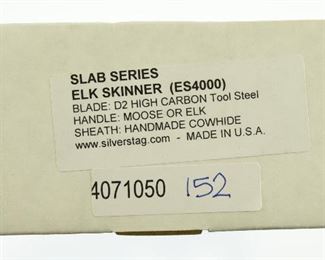 SLAB SERIES
ELK SKINNER (ES4000)
BLADE: D2 HIGH CARBON Tool Steel
HANDLE: MOOSE OR ELK
SHEATH: HANDMADE COWHIDE
www.silverstag.com - MADE IN U.S.A.
4071050 152